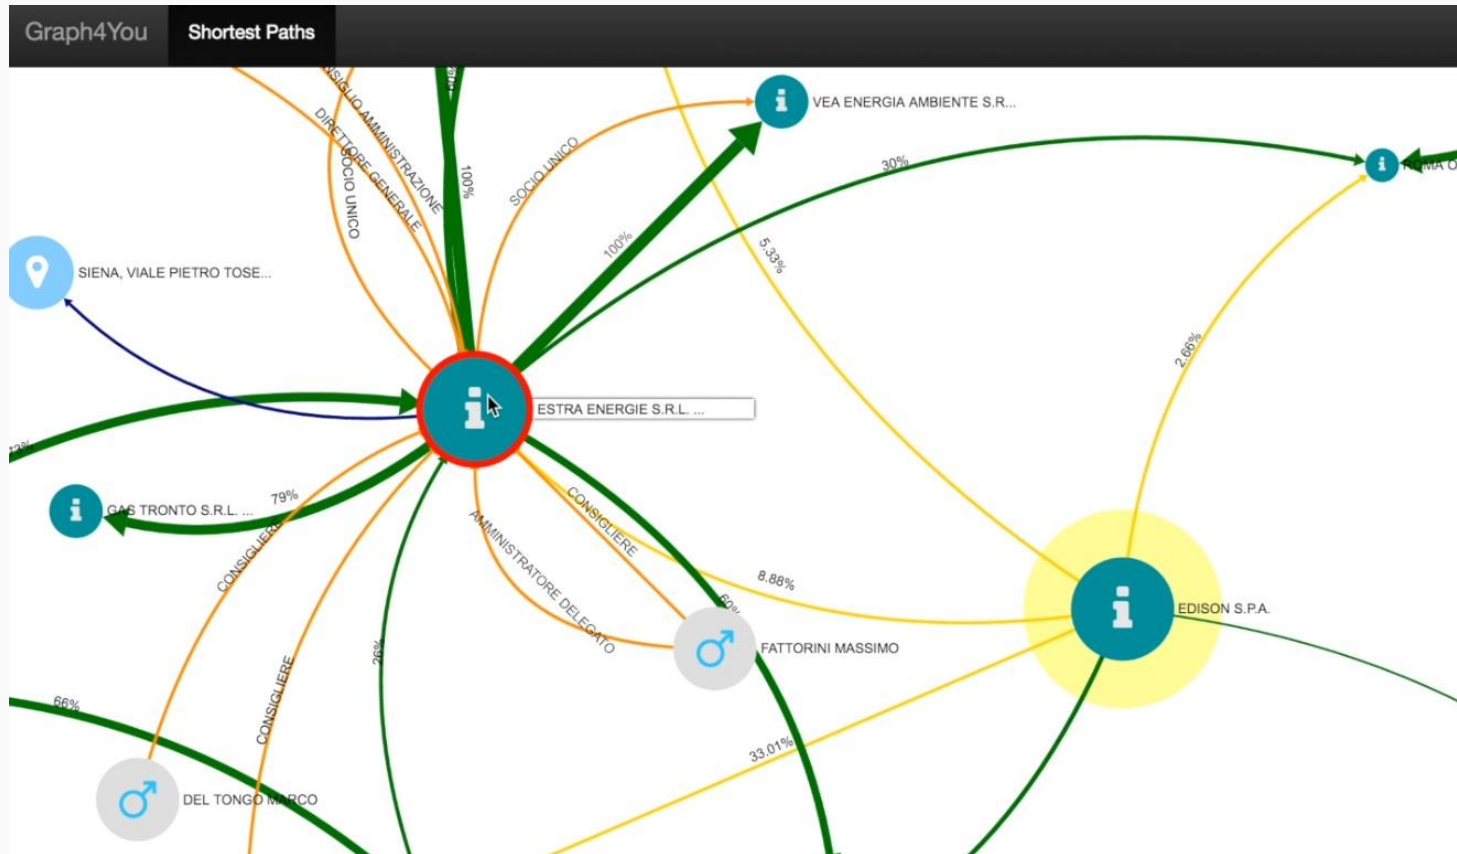 Graph4You
Shortest Paths
CONSIGLIO AMMINISTRAZIONE
DIRETTORE GENERALE
SOCIO UNICO
100%
SOCIO UNICO
VEA ENERGIA AMBIENTE S.R...
30%
ROMA O
100%
5.33%
SIENA, VIALE PIETRO TOSE...
2.66%
ESTRA ENERGIE S.R.L. ...
79%
GAS TRONTO S.R.L. ...
CONSIGLIERE
CONSIGLIERE
AMMINISTRATORE DELEGATO
8.88%
60%
EDISON S.P.A.
FATTORINI MASSIMO
26%
CONSIGLIERE
66%
33.01%
DEL TONGO MARCO